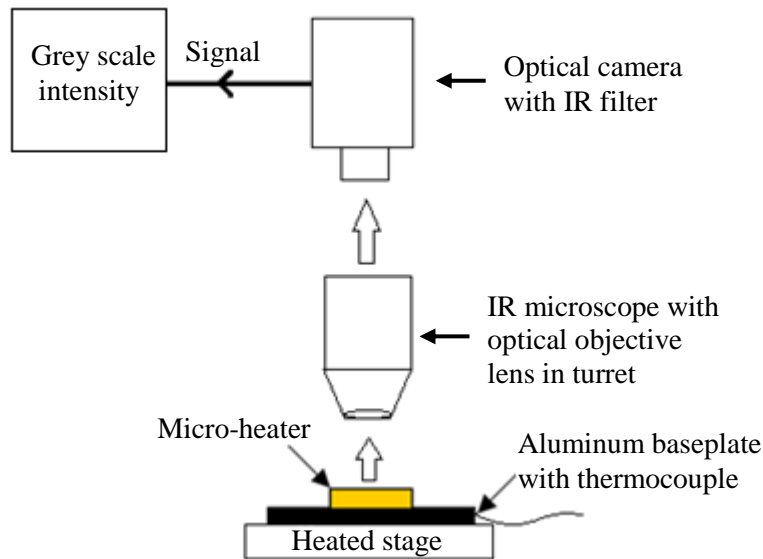 Grey scale
intensity
Signal
Optical camera
with IR filter
IR microscope with
optical objective
lens in turret
Micro-heater
Aluminum baseplate
with thermocouple
Heated stage